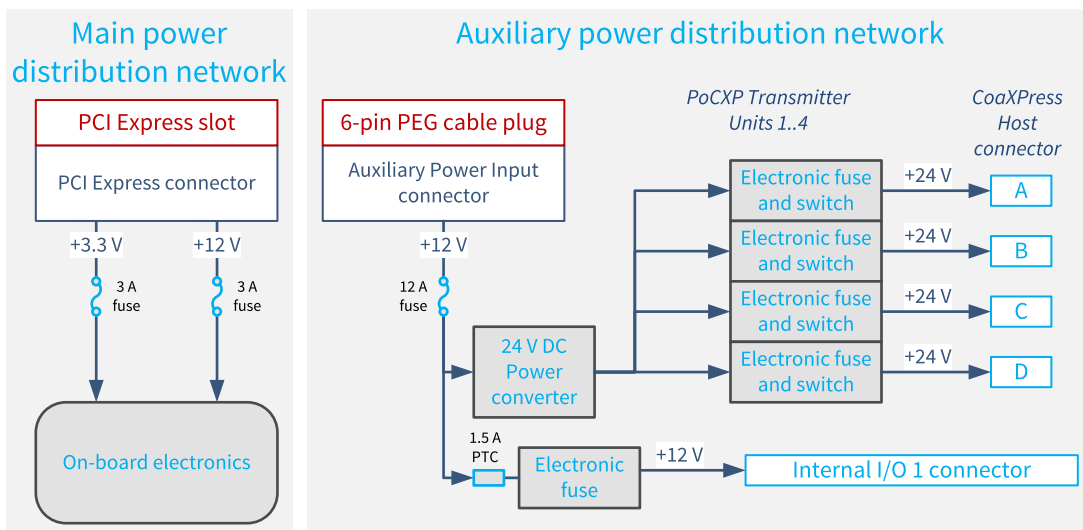 Main power
distribution network
PCI Express slot
PCI Express connector
+3.3 V
+12 V
3 A
fuse
3 A
fuse
On-board electronics
Auxiliary power distribution network
6-pin PEG cable plug
Auxiliary Power Input
connector
+12 V
12 A
fuse
24 V DC
Power
converter
1.5 A
PTC
Electronic
fuse
+12 V
Internal I/O 1 connector
PoCXP Transmitter
Units 1..4
Electronic fuse
and switch
Electronic fuse
and switch
Electronic fuse
and switch
Electronic fuse
and switch
+24 V
+24 V
+24 V
+24 V
CoaXPress
Host
connector
A
B
C
D